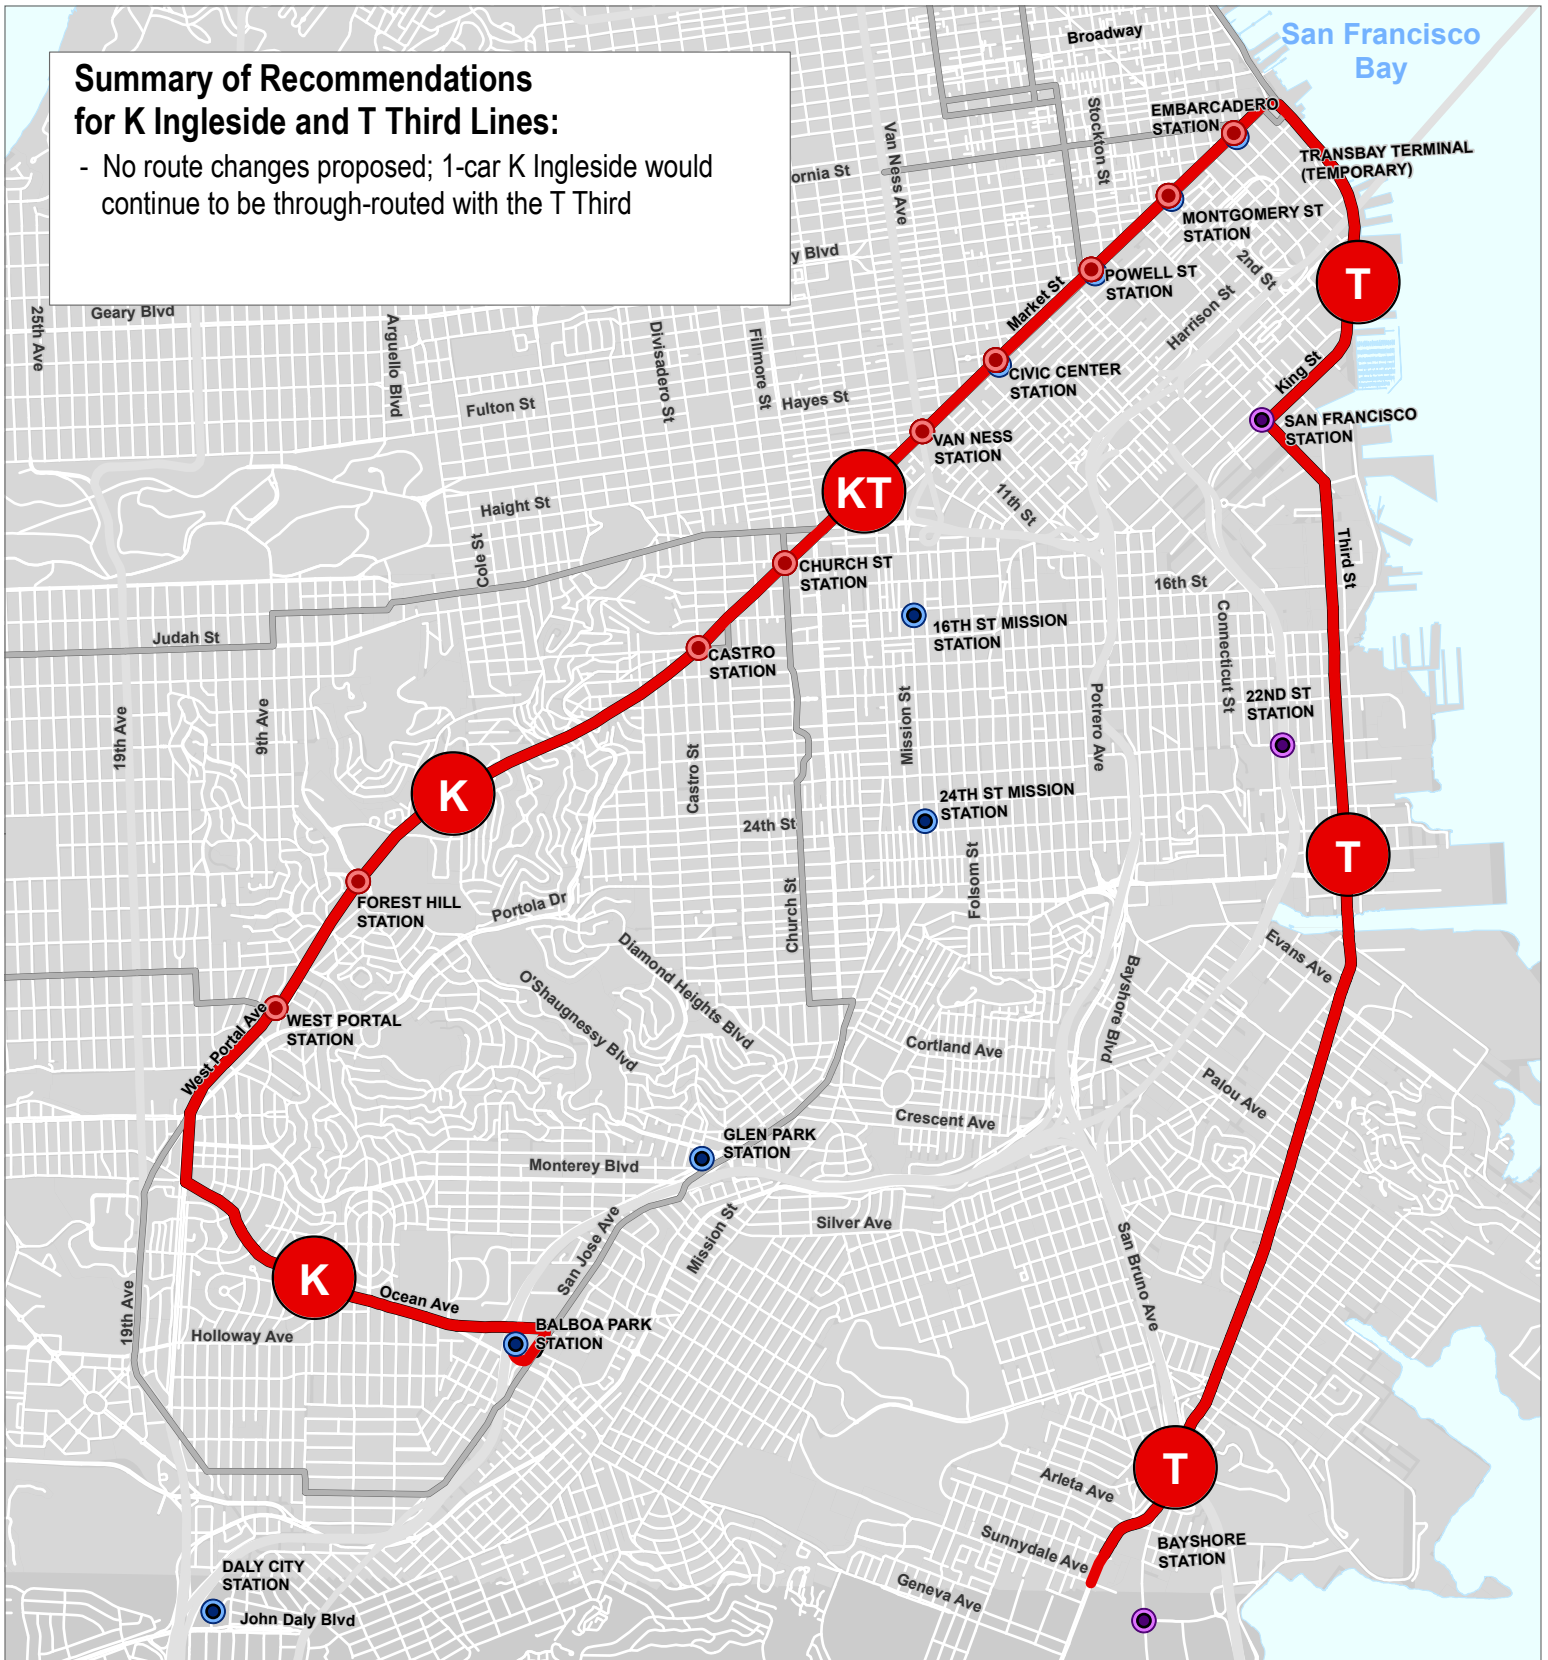 San Francisco
Bay
Broadway
Summary of Recommendations
for K Ingleside and T Third Lines:
- No route changes proposed; 1-car K Ingleside would
continue to be through-routed with the T Third
EMBARCADERO
STATION
Stockton St
Van Ness Ave
TRANSBAY TERMINAL
(TEMPORARY)
ornia St
MONTGOMERY ST
STATION
y Blvd
2nd St
POWELL ST
STATION
T
Market St
Harrison St
Geary Blvd
25th Ave
Arguello Blvd
Divisadero St
Fillmore St
King St
CIVIC CENTER
STATION
Fulton St
Hayes St
SAN FRANCISCO
STATION
VAN NESS
STATION
KT
Haight St
11th St
Cole St
Third St
CHURCH ST
STATION
16th St
Judah St
16TH ST MISSION
STATION
Connecticut St
CASTRO
STATION
22ND ST
STATION
19th Ave
9th Ave
Mission St
Potrero Ave
Castro St
K
24TH ST MISSION
STATION
24th St
T
Folsom St
FOREST HILL
STATION
Portola Dr
Church St
Diamond Heights Blvd
Evans Ave
O'Shaugnessy Blvd
Bayshore Blvd
WEST PORTAL
STATION
West Portal Ave
Cortland Ave
Palou Ave
Crescent Ave
GLEN PARK
STATION
Monterey Blvd
Silver Ave
San Jose Ave
Mission St
San Bruno Ave
K
Ocean Ave
19th Ave
Holloway Ave
BALBOA PARK
STATION
T
Arleta Ave
Sunnydale Ave
BAYSHORE
STATION
Geneva Ave
DALY CITY
STATION
John Daly Blvd